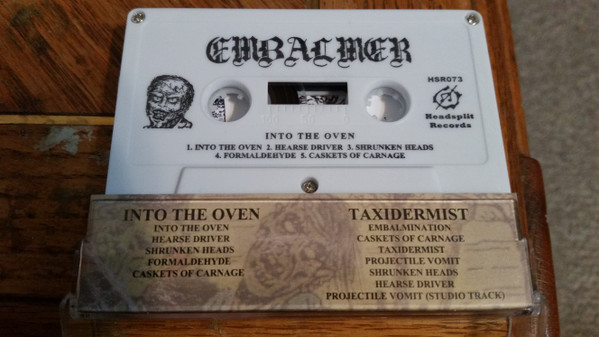 EMBALMER
HSR073
Headsplit
Records
INTO THE OVEN
1. INTO THE OVEN 2. HEARSE DRIVER 3. SHRUNKEN HEADS
4. FORMALDEHYDE 5. CASKETS OF CARNAGE
INTO THE OVEN
INTO THE OVEN
HEARSE DRIVER
SHRUNKEN HEADS
FORMALDEHYDE
CASKETS OF CARNAGE
TAXIDERMIST
EMBALMINATION
CASKETS OF CARNAGE
TAXIDERMIST
PROJECTILE VOMIT
SHRUNKEN HEADS
HEARSE DRIVER
PROJECTILE VOMIT (STUDIO TRACK)